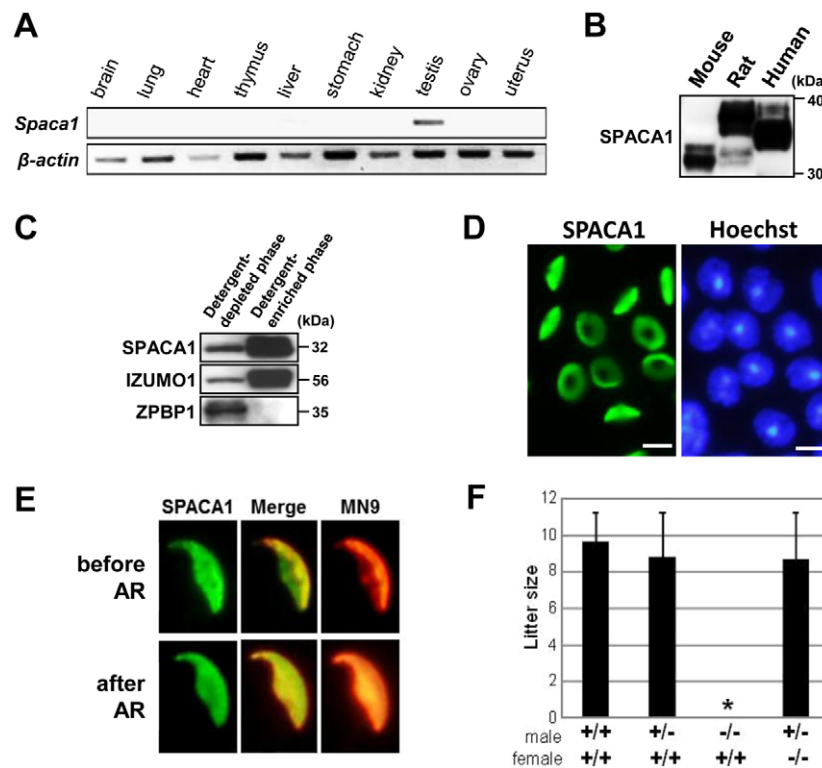 A
brain lung heart thymus liver stomach kidney testis ovary uterus
Spaca1
β-actin
B
Mouse Rat Human
(kDa)
40
SPACA1
30
C
Detergent-depleted phase
Detergent-enriched phase
(kDa)
SPACA1 32
IZUMO1 56
ZPBP1 35
D
SPACA1 Hoechst
E
SPACA1 Merge MN9
before AR
after AR
F
Litter size
12
10
8
6
4
2
0
*
male +/+ +/- -/- +/-
female +/+ +/+ +/+ -/-